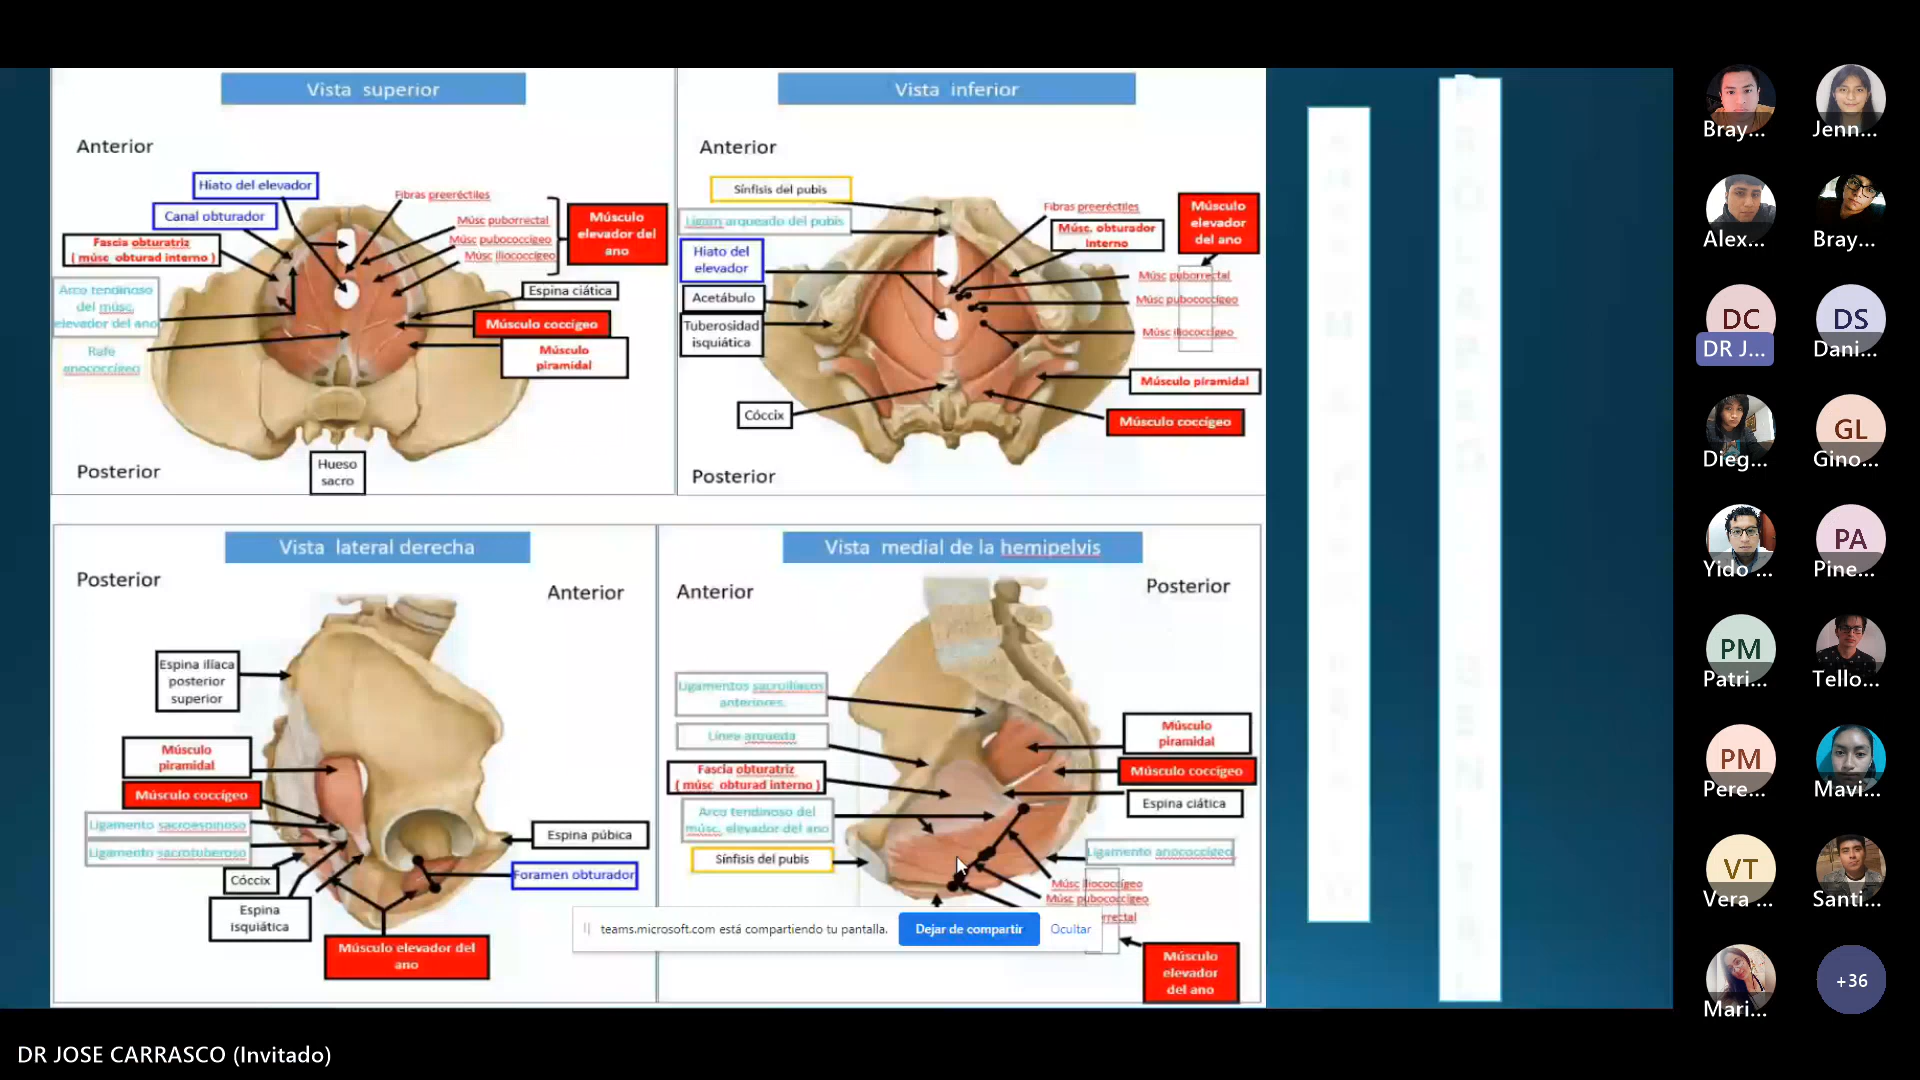 Vista superior
Anterior
Hiato del elevador
Canal obturador
Fascia obturatriz
( músc obturad interno )
Arco tendinoso
del músc.
elevador del ano
Rafe
anococcígeo
Fibras preeréctiles
Músc puborrectal
Músc pubococcígeo
Músc iliococcígeo
Músculo
elevador del
ano
Espina ciática
Músculo coccígeo
Músculo
piramidal
Posterior
Hueso
sacro
Vista inferior
Anterior
Sínfisis del pubis
Ligam arqueado del pubis
Hiato del
elevador
Acetábulo
Tuberosidad
isquiática
Cóccix
Fibras preeréctiles
Músc. obturador
interno
Músculo
elevador
del ano
Músc puborrectal
Músc pubococcígeo
Músc iliococcígeo
Músculo piramidal
Músculo coccígeo
Posterior
Vista lateral derecha
Posterior
Anterior
Espina ilíaca
posterior
superior
Músculo
piramidal
Músculo coccígeo
Ligamento sacroespinoso
Ligamento sacrotuberoso
Cóccix
Espina
isquiática
Músculo elevador del
ano
Espina púbica
Foramen obturador
Vista medial de la hemipelvis
Anterior
Posterior
Ligamentos sacroilíacos
anteriores.
Línea arqueda
Fascia obturatriz
( músc obturad interno )
Arco tendinoso del
músc. elevador del ano
Sínfisis del pubis
Músculo
piramidal
Músculo coccígeo
Espina ciática
Ligamento anococcígeo
Músc iliococcígeo
Músc pubococcígeo
rrectal
Músculo
elevador
del ano
teams.microsoft.com está compartiendo tu pantalla.
Dejar de compartir
Ocultar
Bray...
Jenn...
Alex...
Bray...
DC
DR J...
DS
Dani...
Dieg...
GL
Gino...
Yido ...
PA
Pine...
PM
Patri...
Tello...
PM
Pere...
Mavi...
VT
Vera ...
Santi...
Mari...
+36
DR JOSE CARRASCO (Invitado)